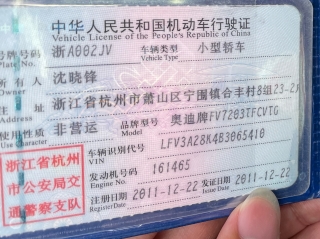 中华人民共和国机动车行驶证
Vehicle License of the People's Republic of China
号牌号码 浙A002JV 车辆类型 小型轿车
Plate No. Vehicle Type
所有人 沈晓锋
Owner
浙江省杭州市萧山区宁围镇合丰村8组23-2
使用性质 非营运 品牌型号 奥迪牌FV7203TFCVTG
Use Character Model
浙江省杭州
市公安局交
通警察支队
车辆识别代号 LFV3A28K4B3065410
VIN
发动机号码 161465
Engine No.
注册日期 2011-12-22 发证日期 2011-12-22
Register Date Issue Date